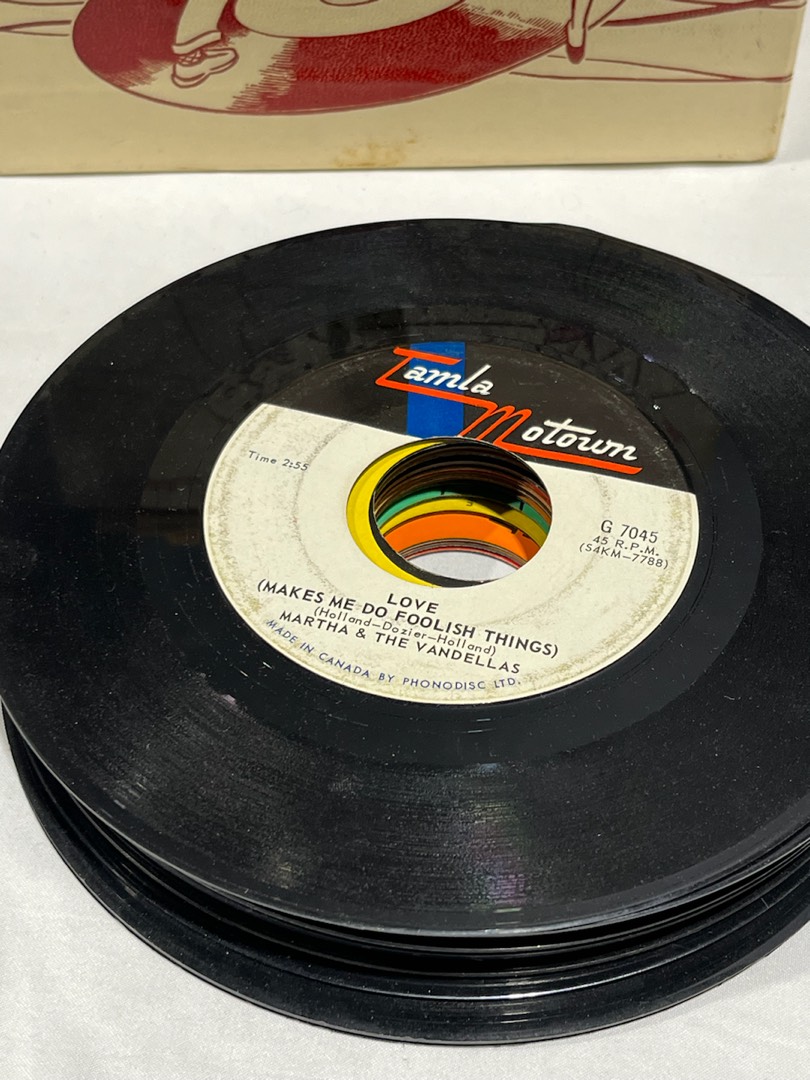 Tamla
Motown
Time 2:55
G 7045
45 R.P.M.
(S4KM—7788)
LOVE
(MAKES ME DO FOOLISH THINGS)
(Holland—Dozier—Holland)
MARTHA & THE VANDELLAS
MADE IN CANADA BY PHONODISC LTD.